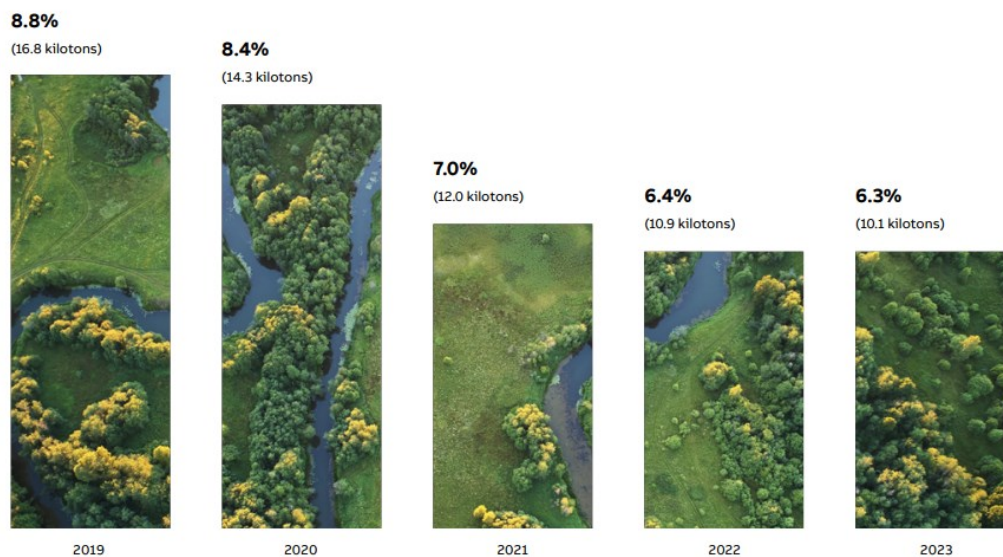 8.8%
(16.8 kilotons)
8.4%
(14.3 kilotons)
7.0%
(12.0 kilotons)
6.4%
(10.9 kilotons)
6.3%
(10.1 kilotons)
2019
2020
2021
2022
2023